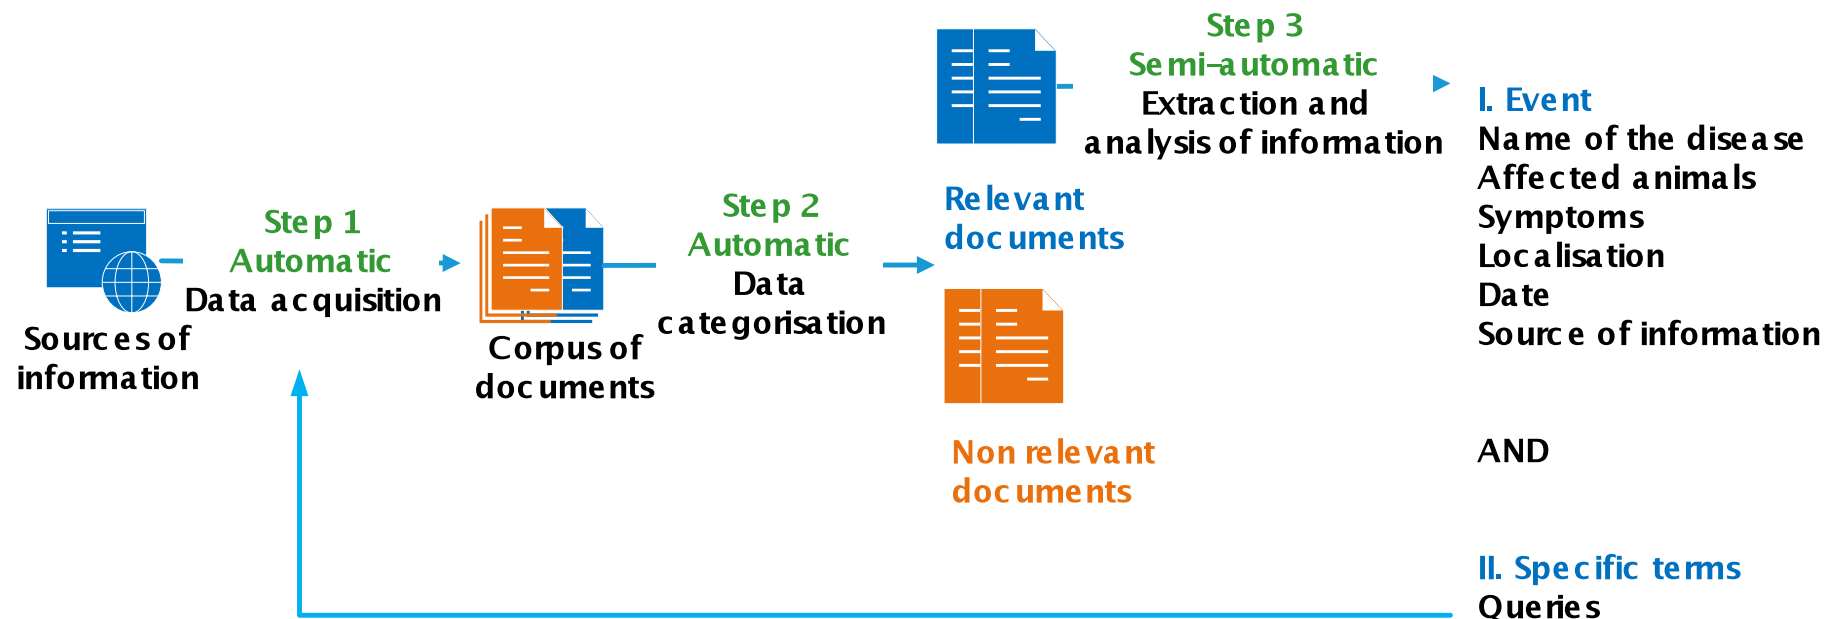 Sources of
information
Step 1
Automatic
Data acquisition
Corpus of
documents
Step 2
Automatic
Data
categorisation
Relevant
documents
Non relevant
documents
Step 3
Semi-automatic
Extraction and
analysis of information
I. Event
Name of the disease
Affected animals
Symptoms
Localisation
Date
Source of information
AND
II. Specific terms
Queries